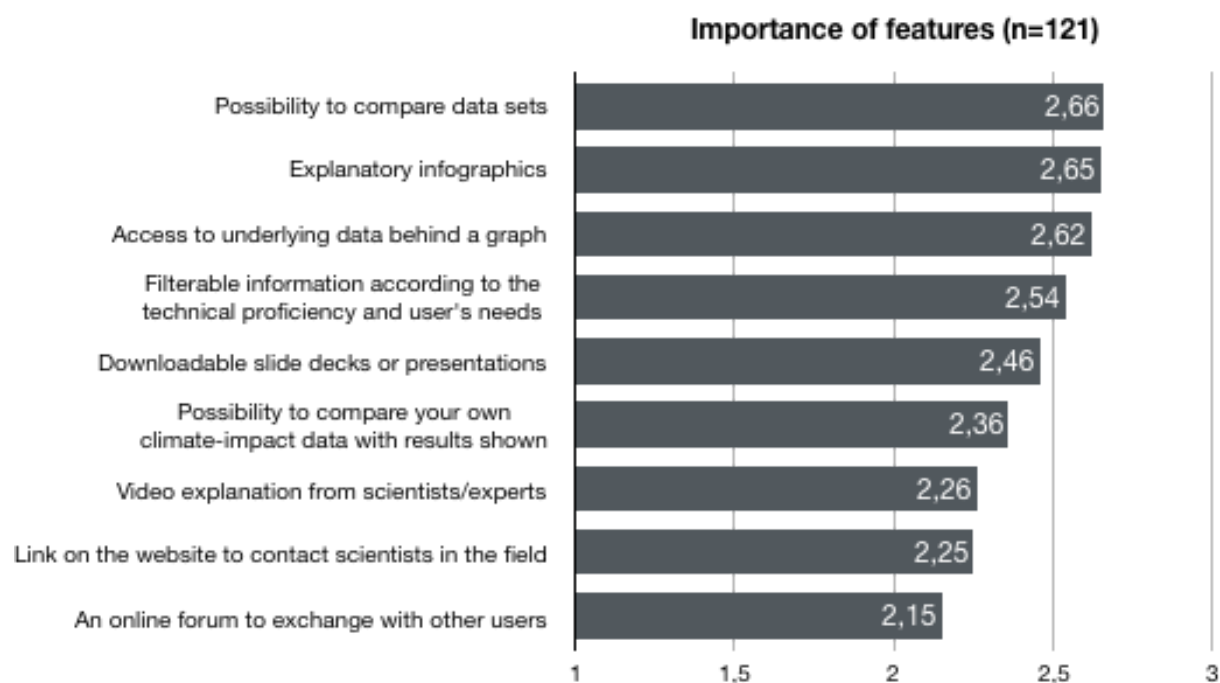 Importance of features (n=121)
Possibility to compare data sets
2,66
Explanatory infographics
2,65
Access to underlying data behind a graph
2,62
Filterable information according to the
technical proficiency and user's needs
2,54
Downloadable slide decks or presentations
2,46
Possibility to compare your own
climate-impact data with results shown
2,36
Video explanation from scientists/experts
2,26
Link on the website to contact scientists in the field
2,25
An online forum to exchange with other users
2,15
1 1,5 2 2,5 3